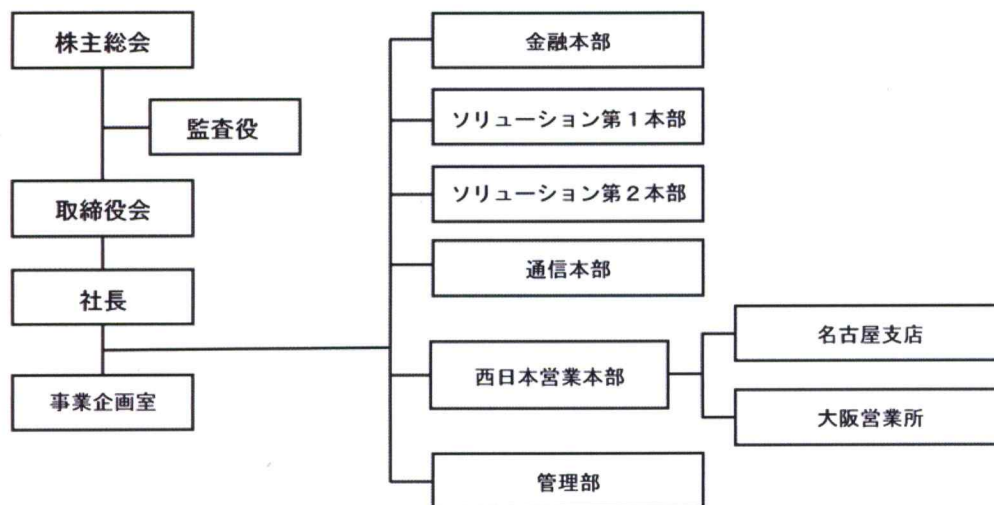 株主総会
監査役
取締役会
社長
事業企画室
金融本部
ソリューション第1本部
ソリューション第2本部
通信本部
西日本営業本部
名古屋支店
大阪営業所
管理部